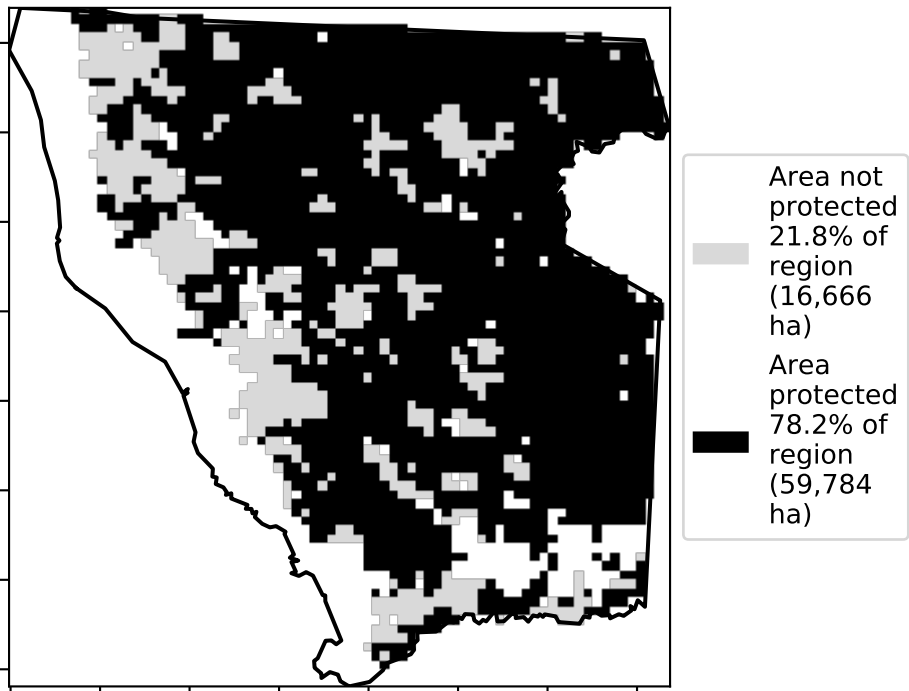 Area not
protected
21.8% of
region
(16,666
ha)
Area
protected
78.2% of
region
(59,784
ha)